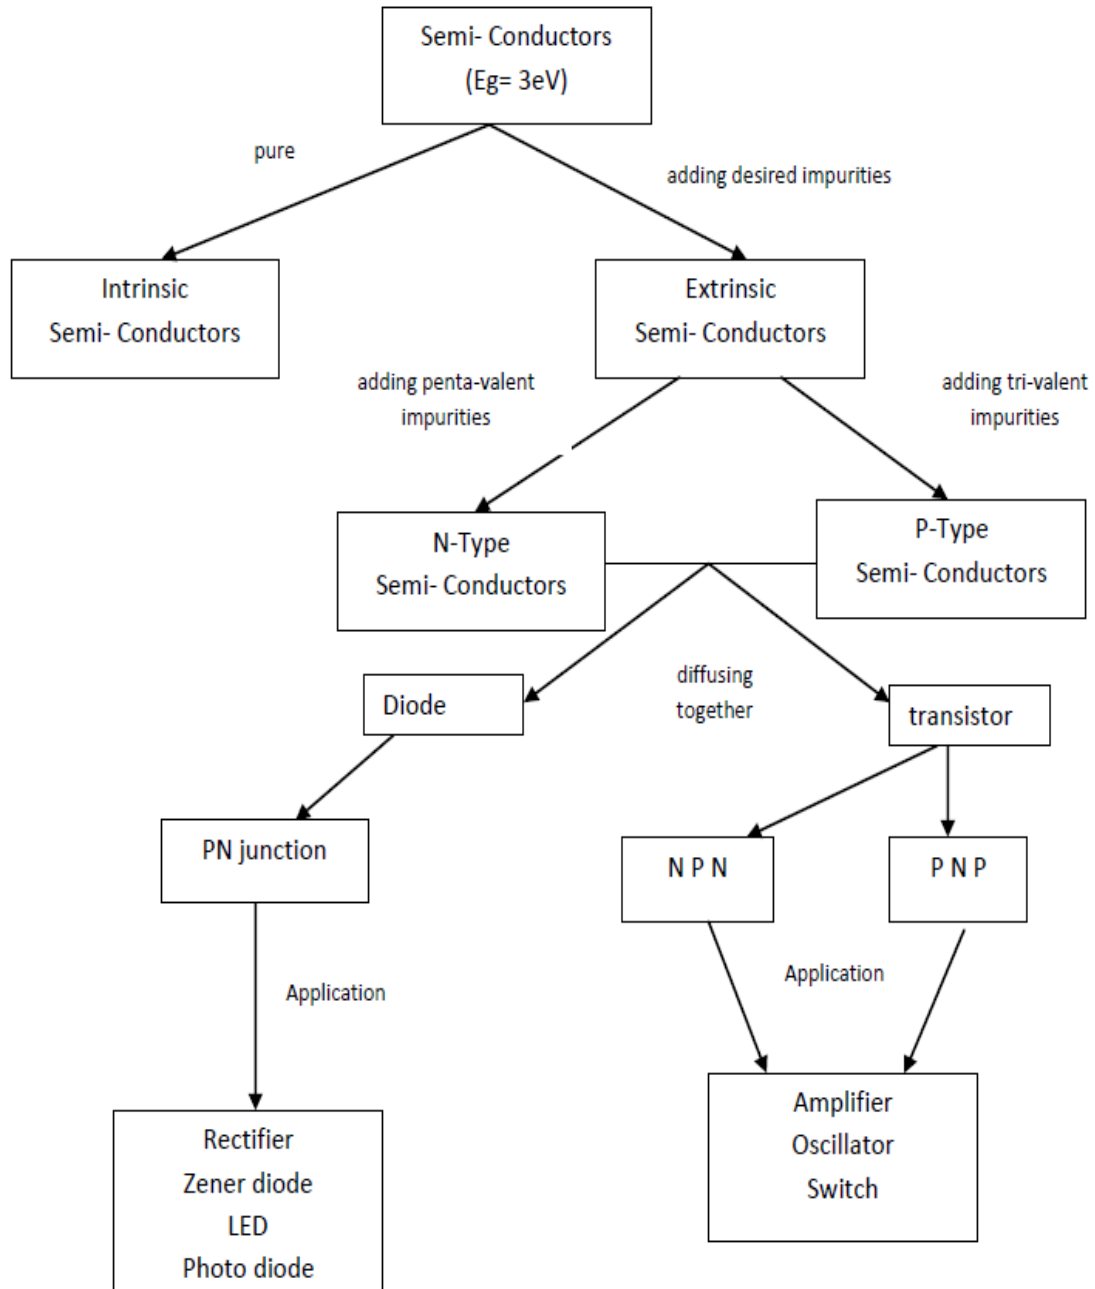 Semi- Conductors
(Eg= 3eV)
pure
adding desired impurities
Intrinsic
Semi- Conductors
Extrinsic
Semi- Conductors
adding penta-valent
impurities
adding tri-valent
impurities
N-Type
Semi- Conductors
P-Type
Semi- Conductors
diffusing
together
Diode
transistor
PN junction
N P N
P N P
Application
Application
Rectifier
Zener diode
LED
Photo diode
Amplifier
Oscillator
Switch